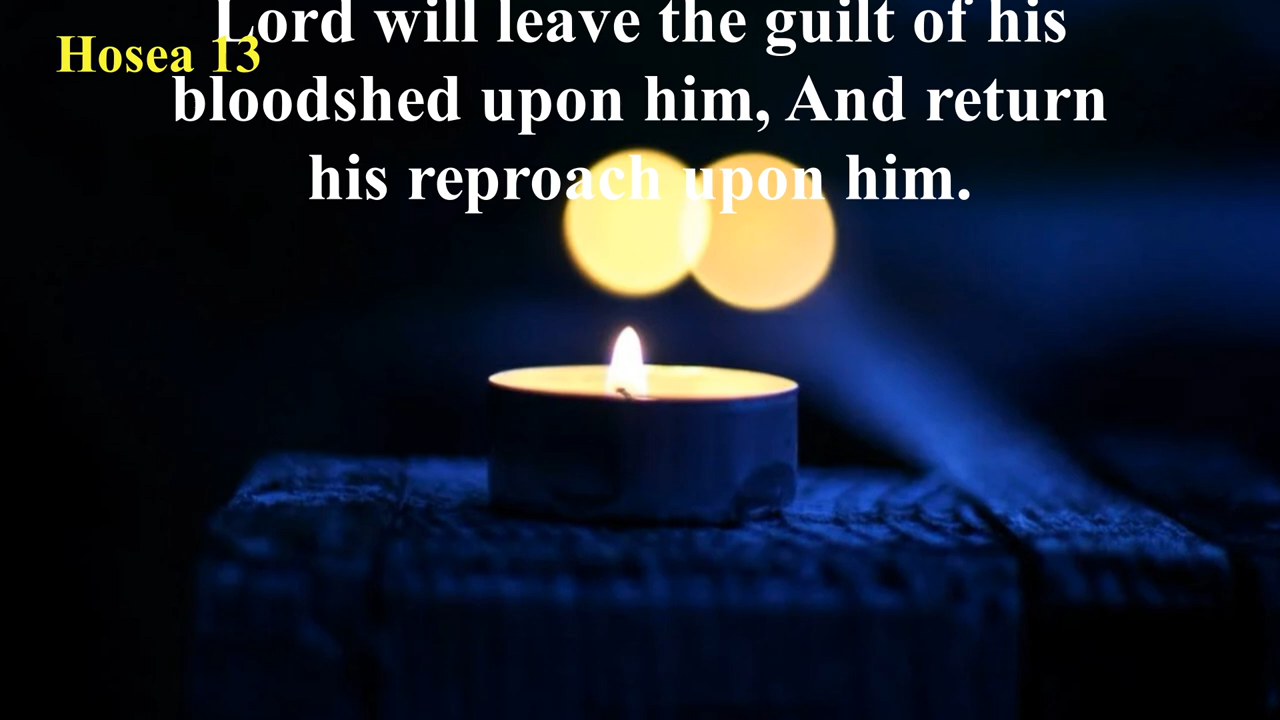 Hosea 13
Lord will leave the guilt of his
bloodshed upon him, And return
his reproach upon him.